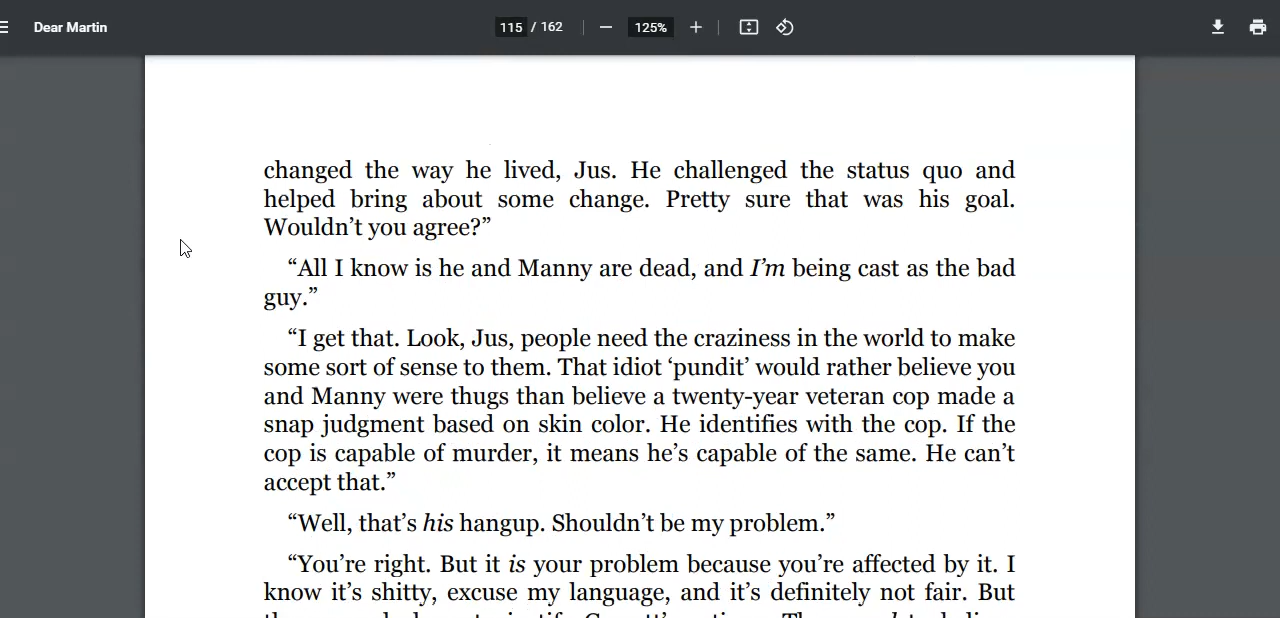 Dear Martin
115 / 162
125%
changed the way he lived, Jus. He challenged the status quo and
helped bring about some change. Pretty sure that was his goal.
Wouldn’t you agree?”
“All I know is he and Manny are dead, and I’m being cast as the bad
guy.”
“I get that. Look, Jus, people need the craziness in the world to make
some sort of sense to them. That idiot ‘pundit’ would rather believe you
and Manny were thugs than believe a twenty-year veteran cop made a
snap judgment based on skin color. He identifies with the cop. If the
cop is capable of murder, it means he’s capable of the same. He can’t
accept that.”
“Well, that’s his hangup. Shouldn’t be my problem.”
“You’re right. But it is your problem because you’re affected by it. I
know it’s shitty, excuse my language, and it’s definitely not fair. But